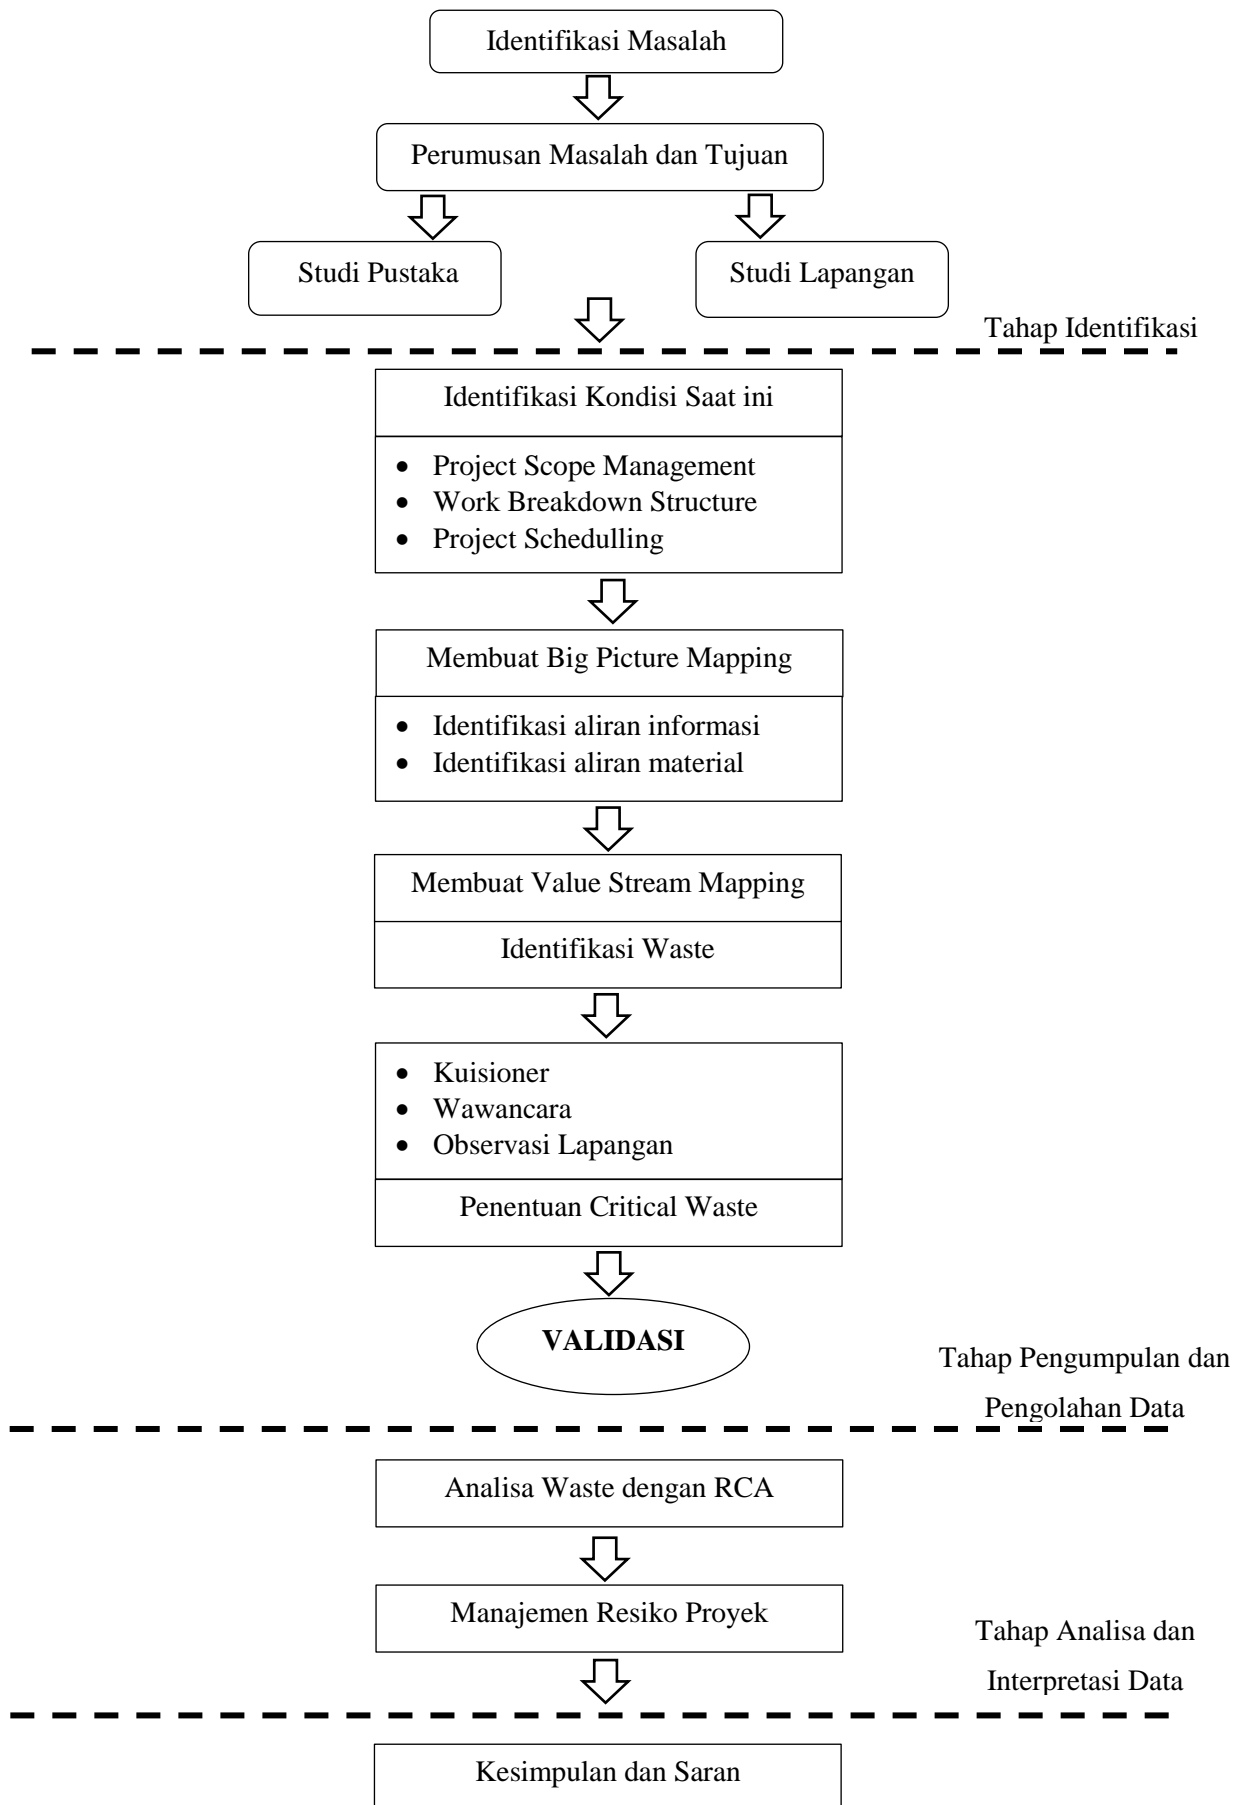 Identifikasi Masalah
Perumusan Masalah dan Tujuan
Studi Pustaka
Studi Lapangan
Tahap Identifikasi
Identifikasi Kondisi Saat ini
• Project Scope Management
• Work Breakdown Structure
• Project Schedulling
Membuat Big Picture Mapping
• Identifikasi aliran informasi
• Identifikasi aliran material
Membuat Value Stream Mapping
Identifikasi Waste
• Kuisioner
• Wawancara
• Observasi Lapangan
Penentuan Critical Waste
VALIDASI
Tahap Pengumpulan dan
Pengolahan Data
Analisa Waste dengan RCA
Manajemen Resiko Proyek
Tahap Analisa dan
Interpretasi Data
Kesimpulan dan Saran